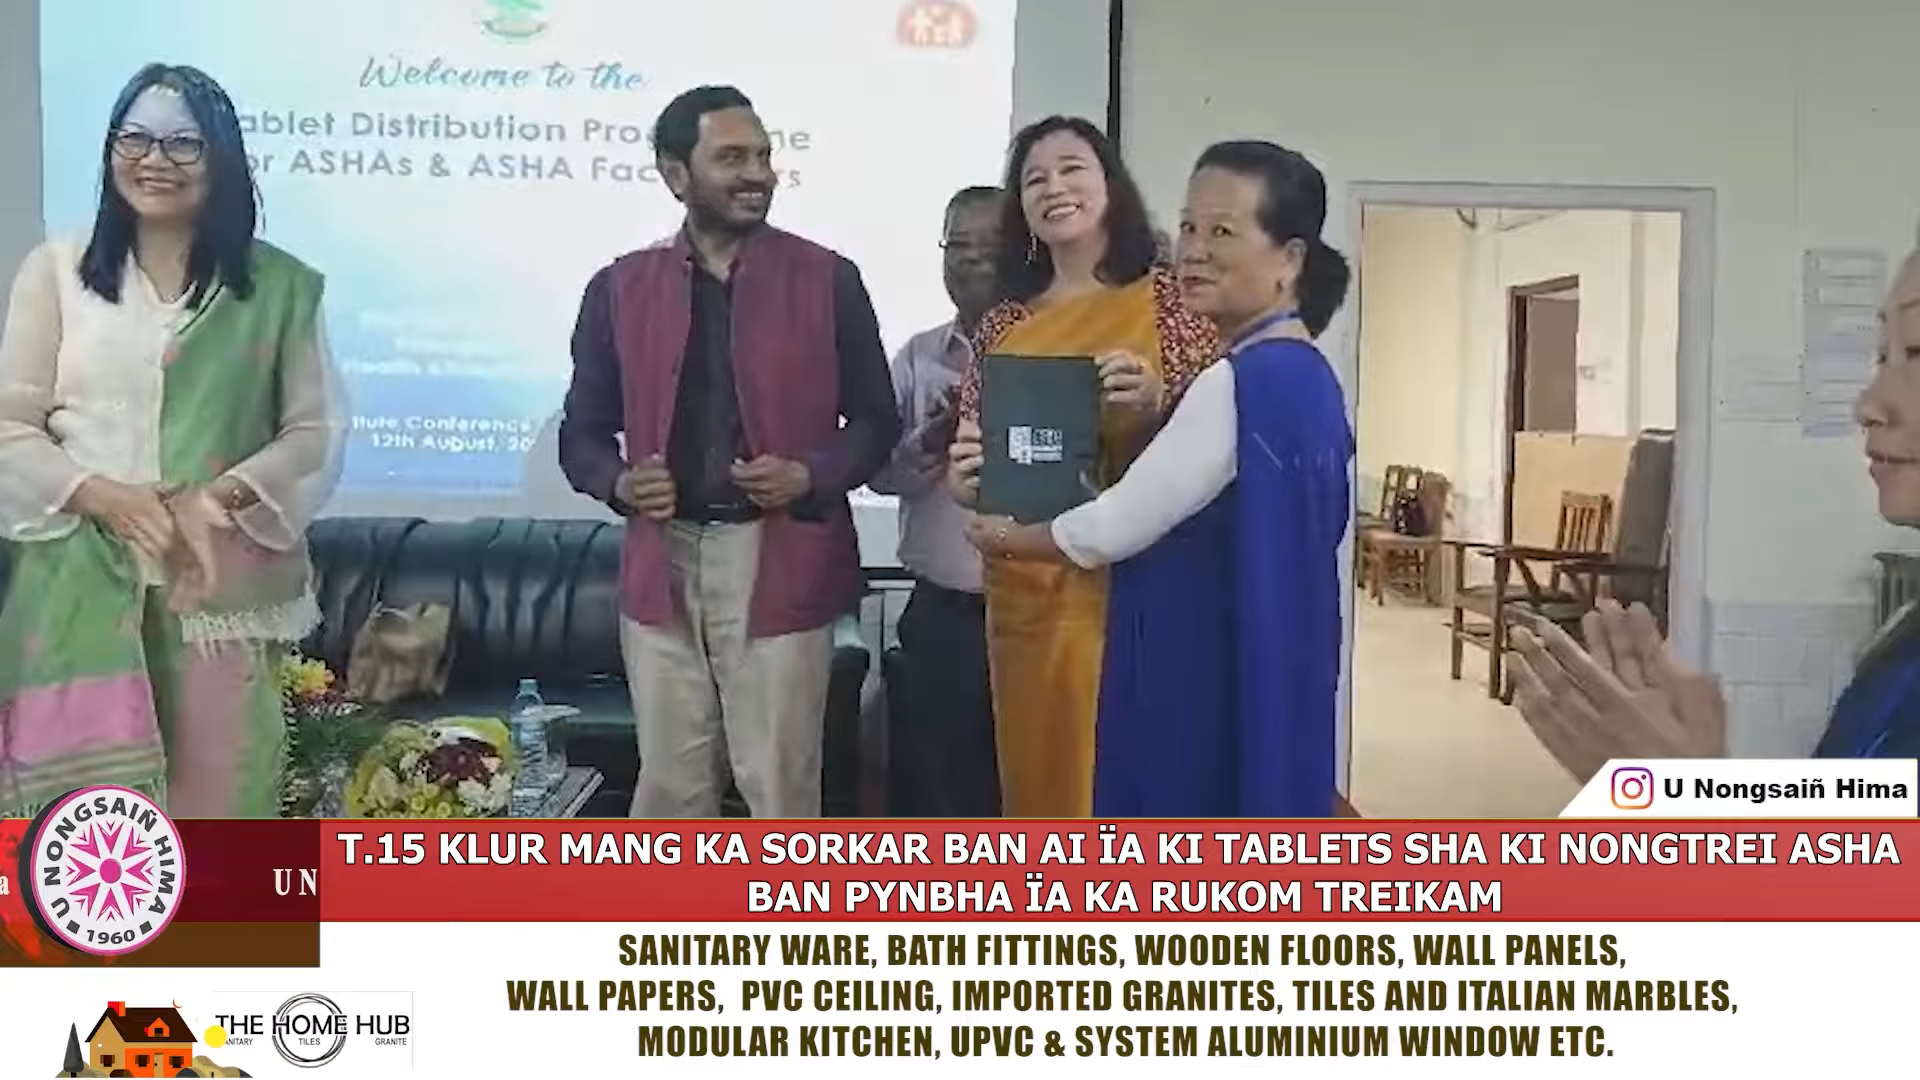 Welcome to the
ablet Distribution
ASHAs & ASHA
Conference
12th August,
U Nongsaiñ Hima
U NONGSAIÑ HIMA
1960
UN
T.15 KLUR MANG KA SORKAR BAN AI ÏA KI TABLETS SHA KI NONGTREI ASHA
BAN PYNBHA ÏA KA RUKOM TREIKAM
SANITARY WARE, BATH FITTINGS, WOODEN FLOORS, WALL PANELS,
WALL PAPERS, PVC CEILING, IMPORTED GRANITES, TILES AND ITALIAN MARBLES,
MODULAR KITCHEN, UPVC & SYSTEM ALUMINIUM WINDOW ETC.
THE HOME HUB
TILES
GRANITE